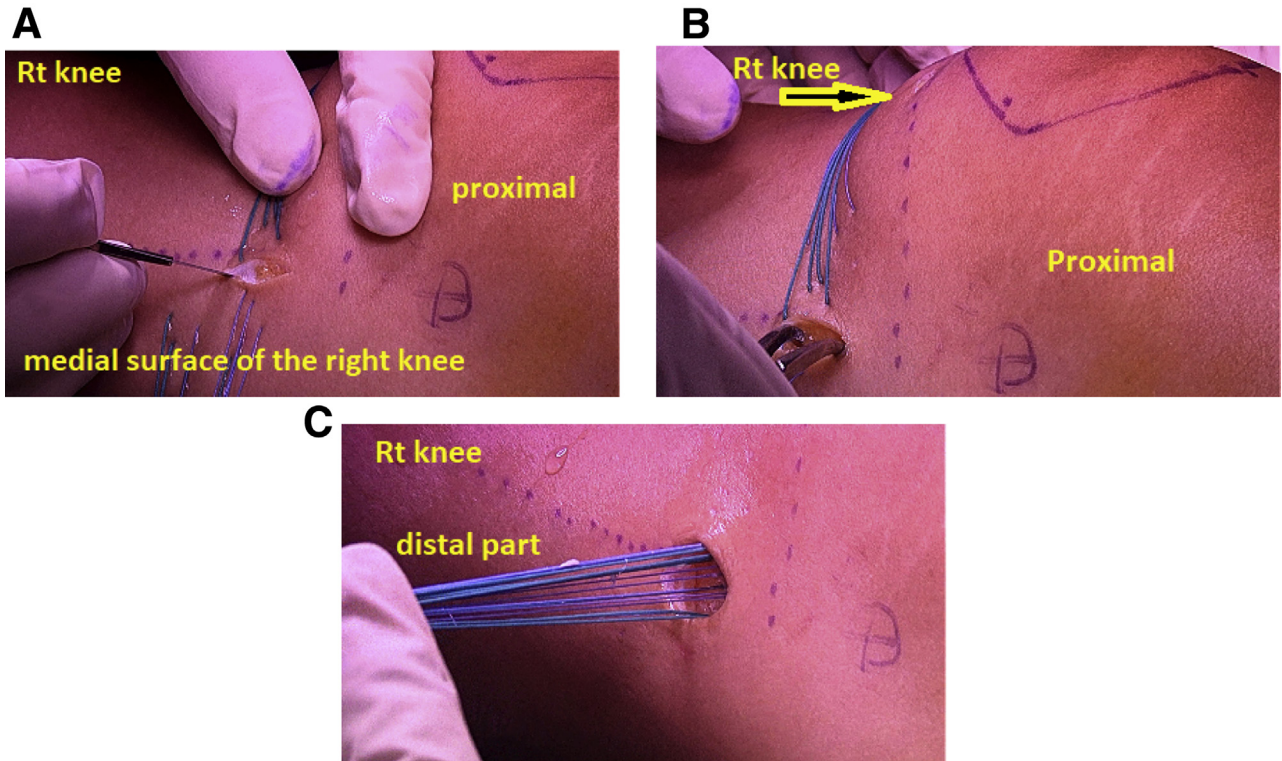 A
Rt knee
proximal
medial surface of the right knee
B
Rt knee
Proximal
C
Rt knee
distal part